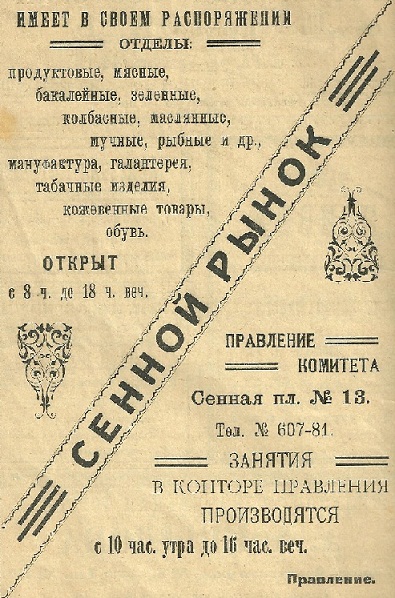 ИМЕЕТ В СВОЕМ РАСПОРЯЖЕНИИ
ОТДЕЛЫ:
продуктовые, мясные,
бакалейные, зеленные,
колбасные, маслянные,
мучные, рыбные и др.,
мануфактура, галантерея,
табачные изделия,
кожевенные товары,
обувь.
ОТКРЫТ
с 8 ч. до 18 ч. веч.
СЕННОЙ РЫНОК
ПРАВЛЕНИЕ
КОМИТЕТА
Сенная пл. № 13.
Тел. № 607-81.
ЗАНЯТИЯ
В КОНТОРЕ ПРАВЛЕНИЯ
ПРОИЗВОДЯТСЯ
с 10 час. утра до 16 час. веч.
Правление.